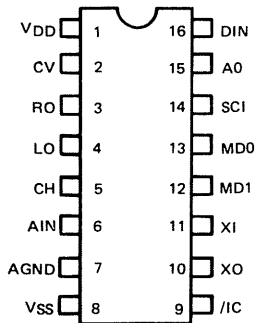 VDD 1 16 DIN
CV 2 15 A0
RO 3 14 SCI
LO 4 13 MD0
CH 5 12 MD1
AIN 6 11 XI
AGND 7 10 XO
VSS 8 9 /IC